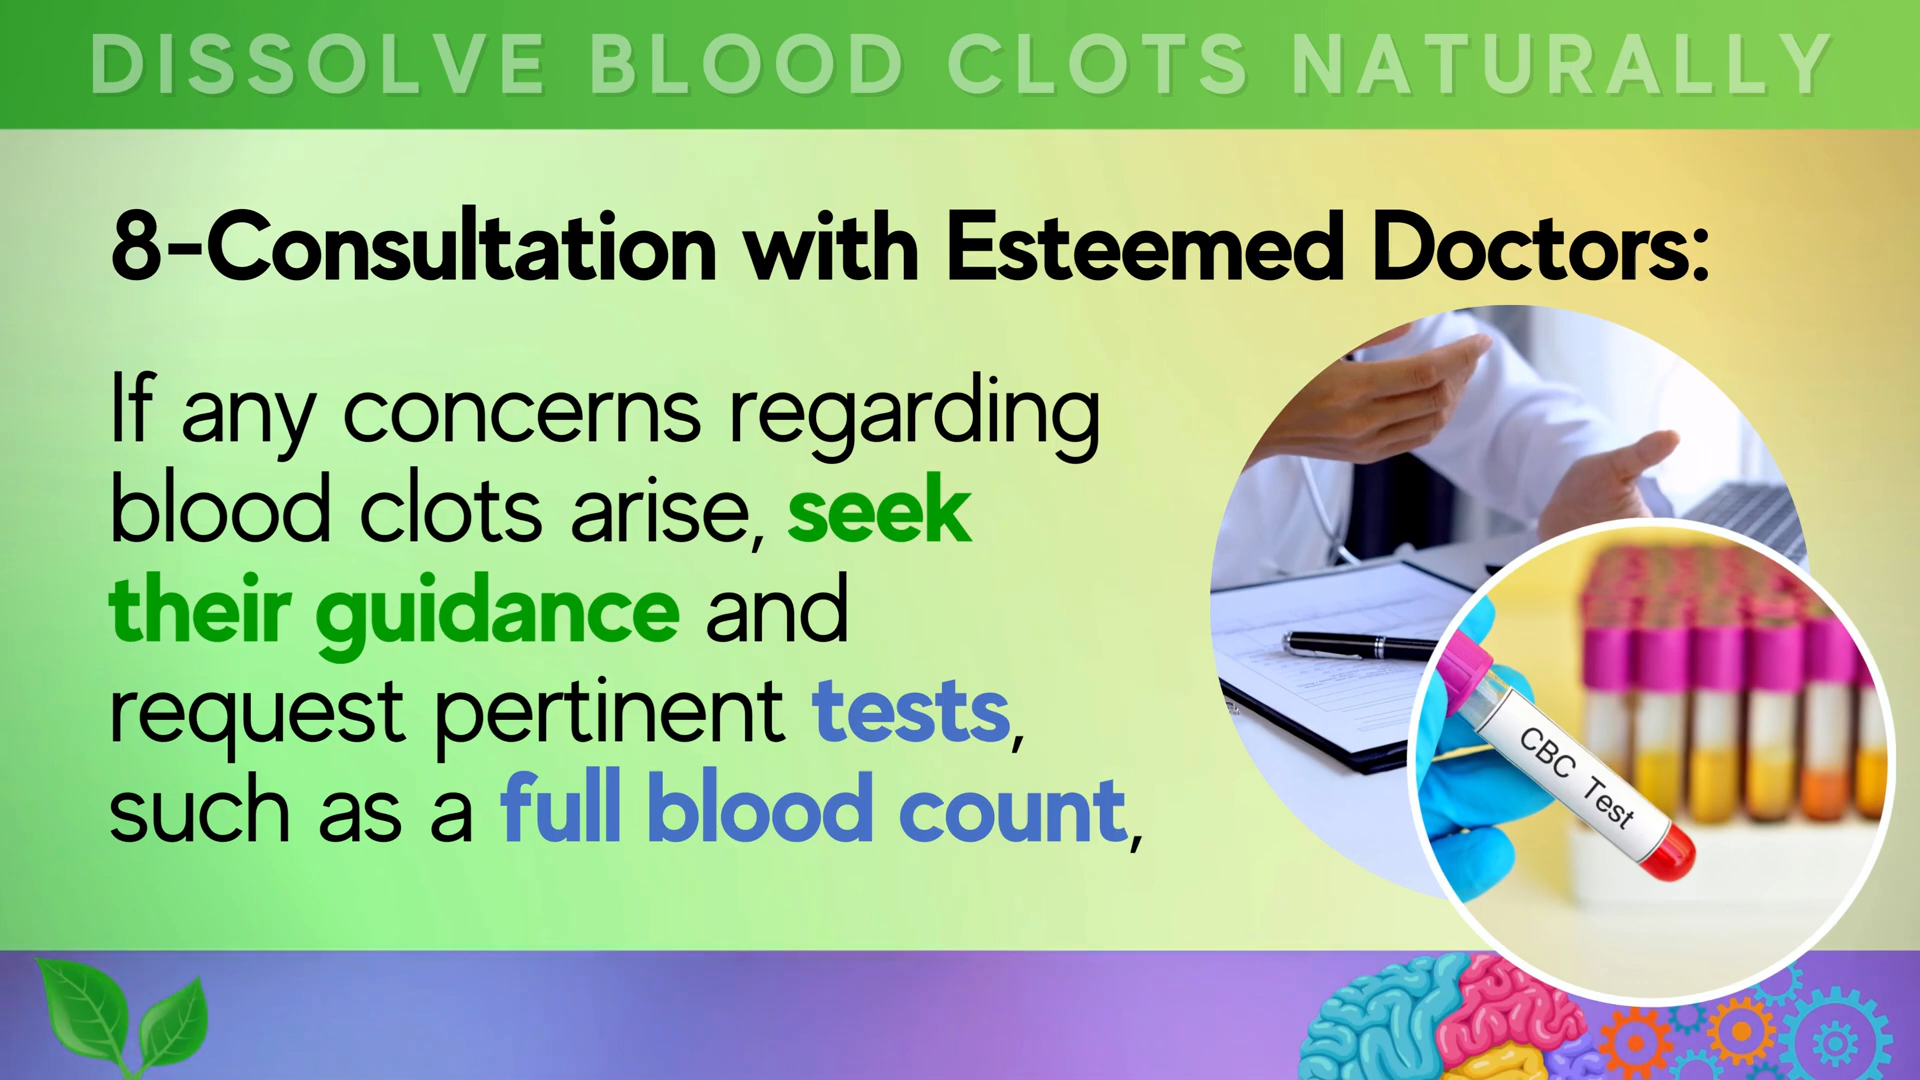 DISSOLVE BLOOD CLOTS NATURALLY
8-Consultation with Esteemed Doctors:
If any concerns regarding
blood clots arise, seek
their guidance and
request pertinent tests,
such as a full blood count,
CBC Test